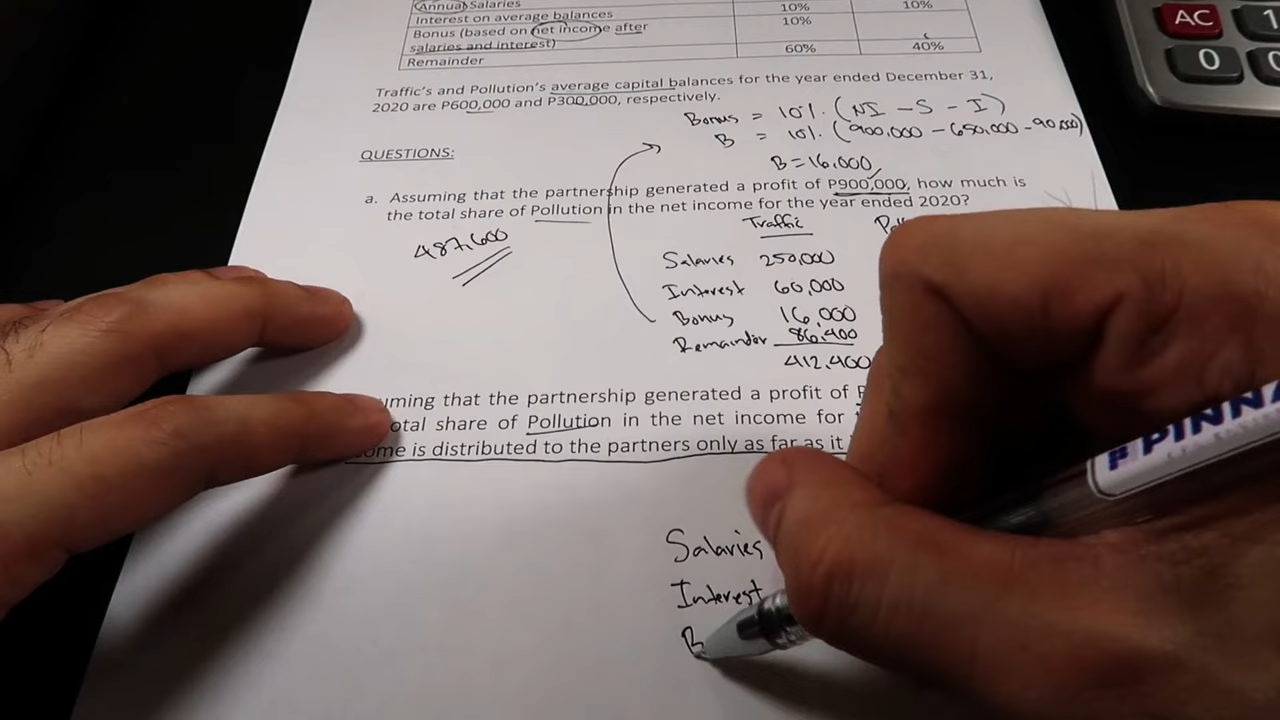 Annual Salaries
Interest on average balances 10% 10%
Bonus (based on net income after salaries and interest) 10%
Remainder 60% 40%
Traffic's and Pollution's average capital balances for the year ended December 31,
2020 are P600,000 and P300,000, respectively.
Bonus = 10% (NI - S - I)
B = 10% (900,000 - 650,000 - 90,000)
B = 16,000
QUESTIONS:
a. Assuming that the partnership generated a profit of P900,000, how much is
the total share of Pollution in the net income for the year ended 2020?
487,600
Traffic
Salaries 250,000
Interest 60,000
Bonus 16,000
Remainder 86,400
412,400
partnership generated a profit of
share of Pollution in the net income for
is distributed to the partners only as far as it
Salaries
Interest
B
AC
1
0
PINNA